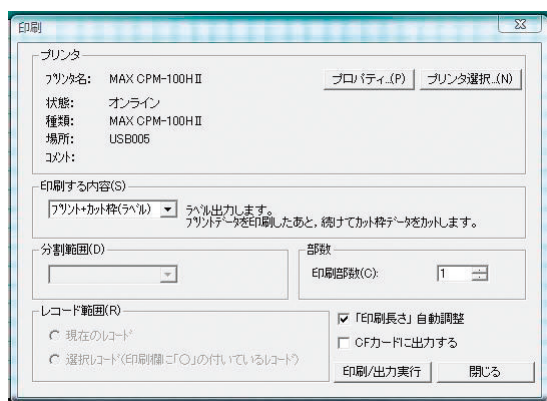 印刷
プリンタ
プリンタ名: MAX CPM-100HⅡ
プロパティ...(P)
プリンタ選択...(N)
状態: オンライン
種類: MAX CPM-100HⅡ
場所: USB005
コメント:
印刷する内容(S)
プリント+カット枠(ラベル)
ラベル出力します。
プリントデータを印刷したあと，続けてカット枠データをカットします。
分割範囲(D)
部数
印刷部数(C): 1
レコード範囲(R)
現在のレコード
選択レコード(印刷欄に「○」の付いているレコード)
「印刷長さ」自動調整
CFカードに出力する
印刷/出力実行
閉じる